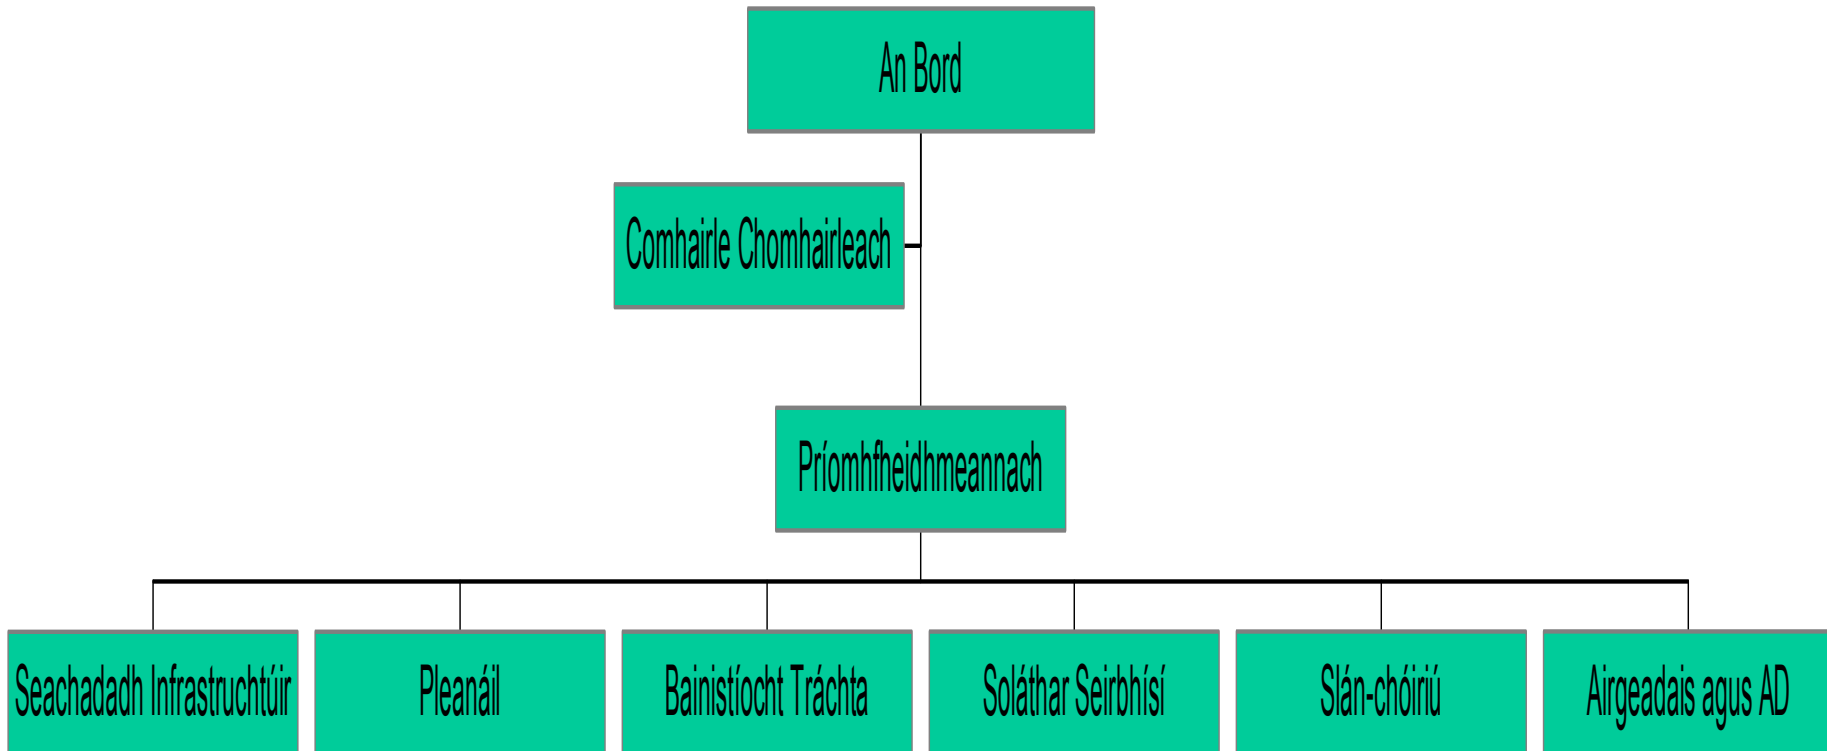 An Bord
Comhairle Chomhairleach
Príomhfheidhmeannach
Seachadadh Infrastruchtúir
Pleanáil
Bainistíocht Tráchta
Soláthar Seirbhísí
Slán-chóiriú
Airgeadais agus AD